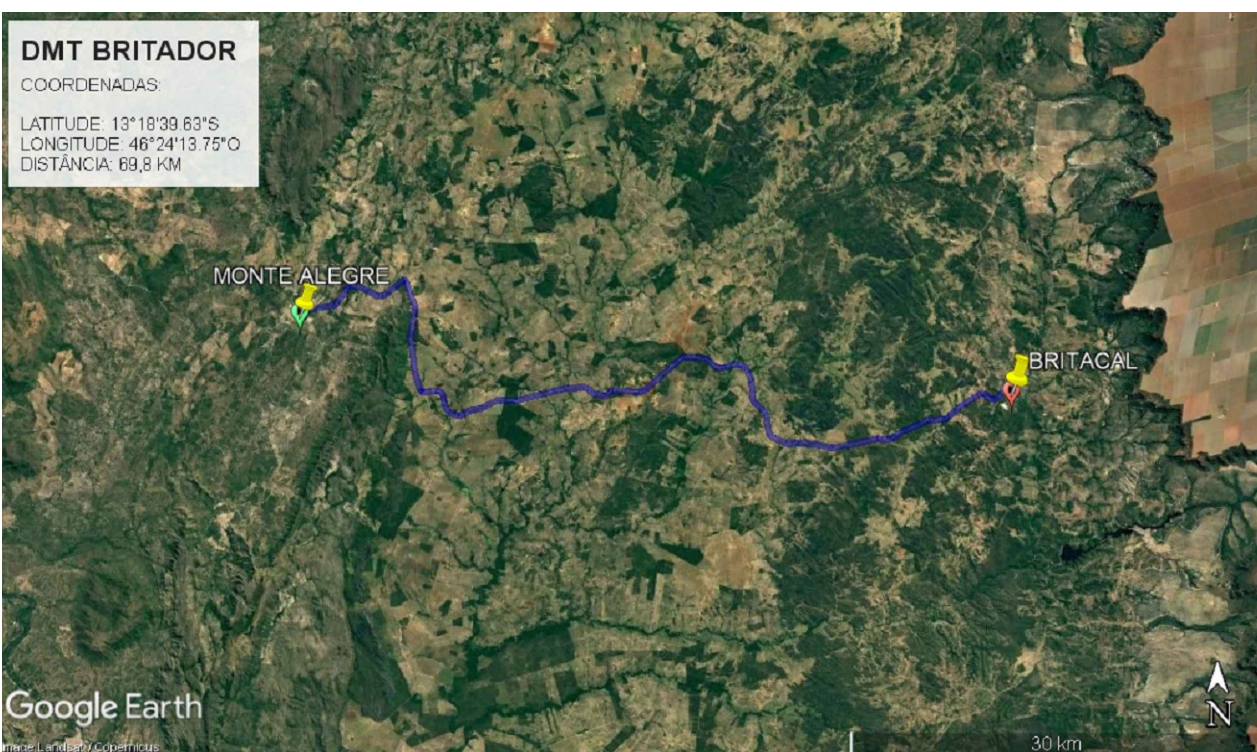 DMT BRITADOR
COORDENADAS:
LATITUDE: 13°18'39.63"S
LONGITUDE: 46°24'13.75"O
DISTÂNCIA: 69,8 KM
MONTE ALEGRE
BRITACAL
Google Earth
N
Image Landsat / Copernicus
30 km